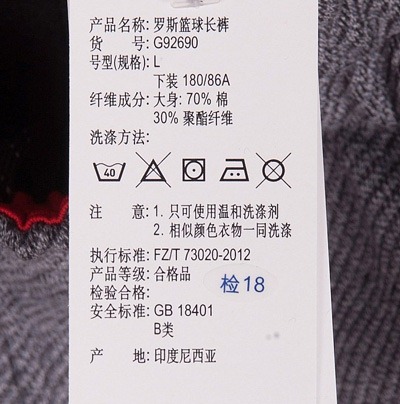 产品名称: 罗斯篮球长裤
货 号: G92690
号型(规格): L
下装 180/86A
纤维成分: 大身: 70% 棉
30% 聚酯纤维
洗涤方法:
40
注 意: 1. 只可使用温和洗涤剂
2. 相似颜色衣物一同洗涤
执行标准: FZ/T 73020-2012
产品等级: 合格品
检验合格: 检18
安全标准: GB 18401
B类
产 地: 印度尼西亚